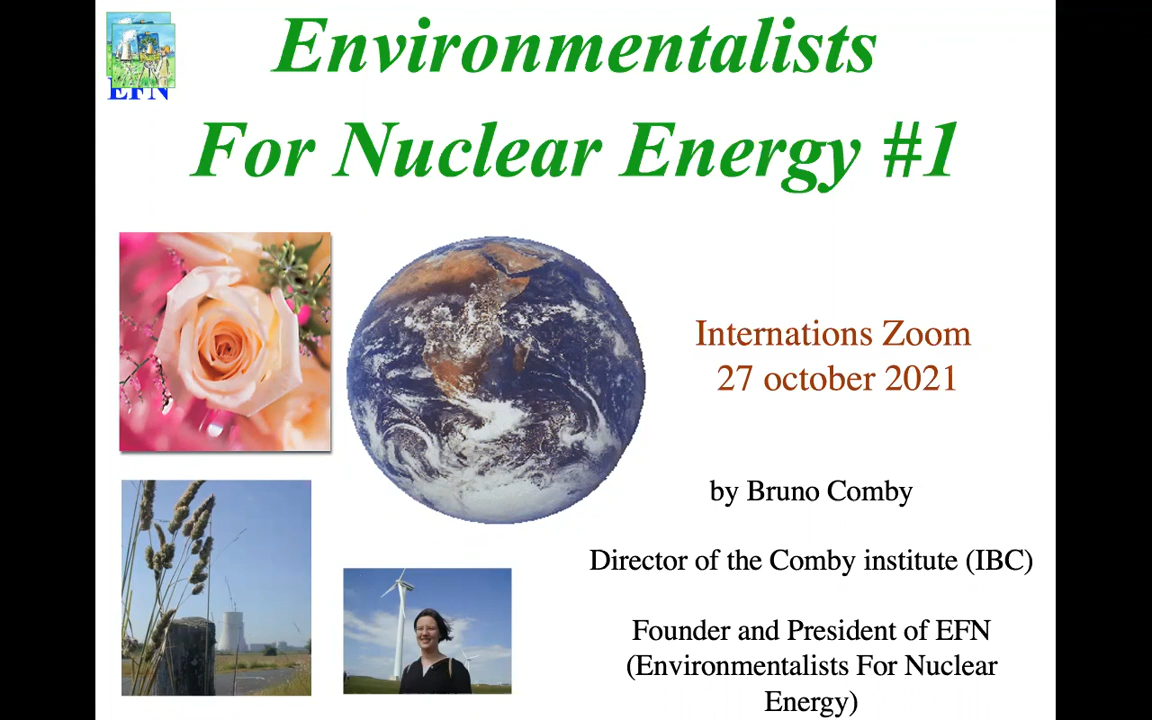 Environmentalists
For Nuclear Energy #1
EFN
Internations Zoom
27 october 2021
by Bruno Comby
Director of the Comby institute (IBC)
Founder and President of EFN
(Environmentalists For Nuclear
Energy)